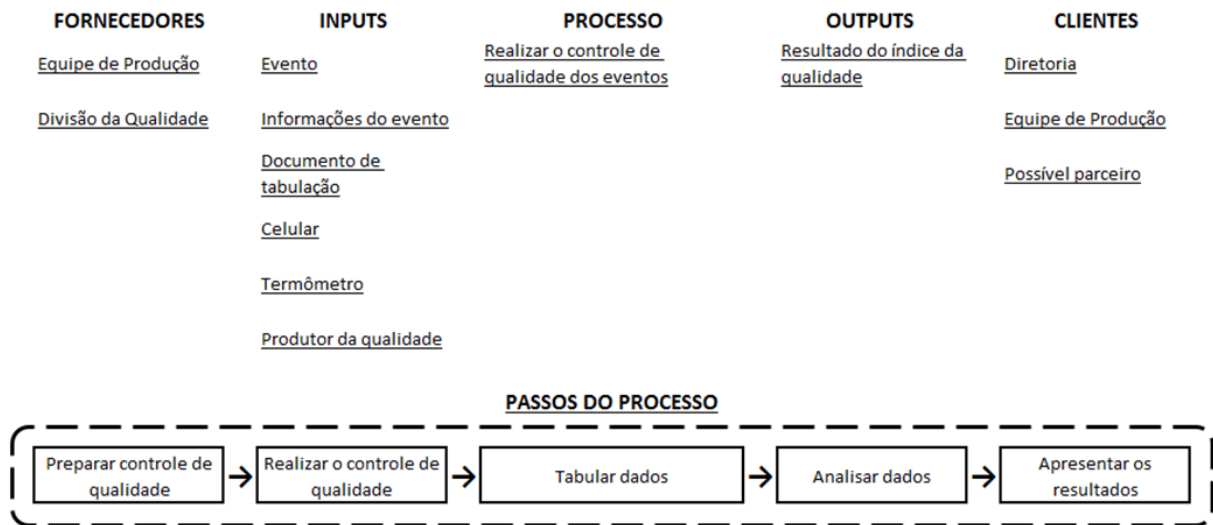 FORNECEDORES
Equipe de Produção
Divisão da Qualidade
INPUTS
Evento
Informações do evento
Documento de
tabulação
Celular
Termômetro
Produtor da qualidade
PROCESSO
Realizar o controle de
qualidade dos eventos
OUTPUTS
Resultado do índice da
qualidade
CLIENTES
Diretoria
Equipe de Produção
Possível parceiro
PASSOS DO PROCESSO
Preparar controle de
qualidade
Realizar o controle de
qualidade
Tabular dados
Analisar dados
Apresentar os
resultados